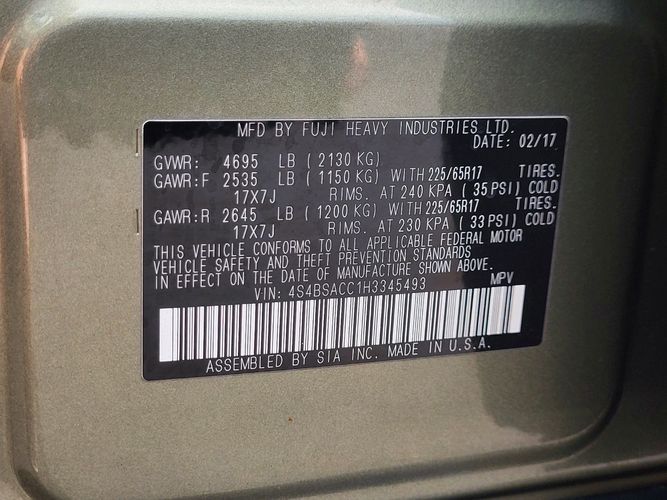 MFD BY FUJI HEAVY INDUSTRIES LTD.
DATE: 02/17
GVWR: 4695 LB (2130 KG)
GAWR:F 2535 LB (1150 KG) WITH 225/65R17 TIRES.
17X7J RIMS. AT 240 KPA (35 PSI) COLD
GAWR:R 2645 LB (1200 KG) WITH 225/65R17 TIRES.
17X7J RIMS. AT 230 KPA (33 PSI) COLD
THIS VEHICLE CONFORMS TO ALL APPLICABLE FEDERAL MOTOR
VEHICLE SAFETY AND THEFT PREVENTION STANDARDS
IN EFFECT ON THE DATE OF MANUFACTURE SHOWN ABOVE.
VIN: 4S4BSACC1H3345493 MPV
ASSEMBLED BY SIA INC. MADE IN U.S.A.